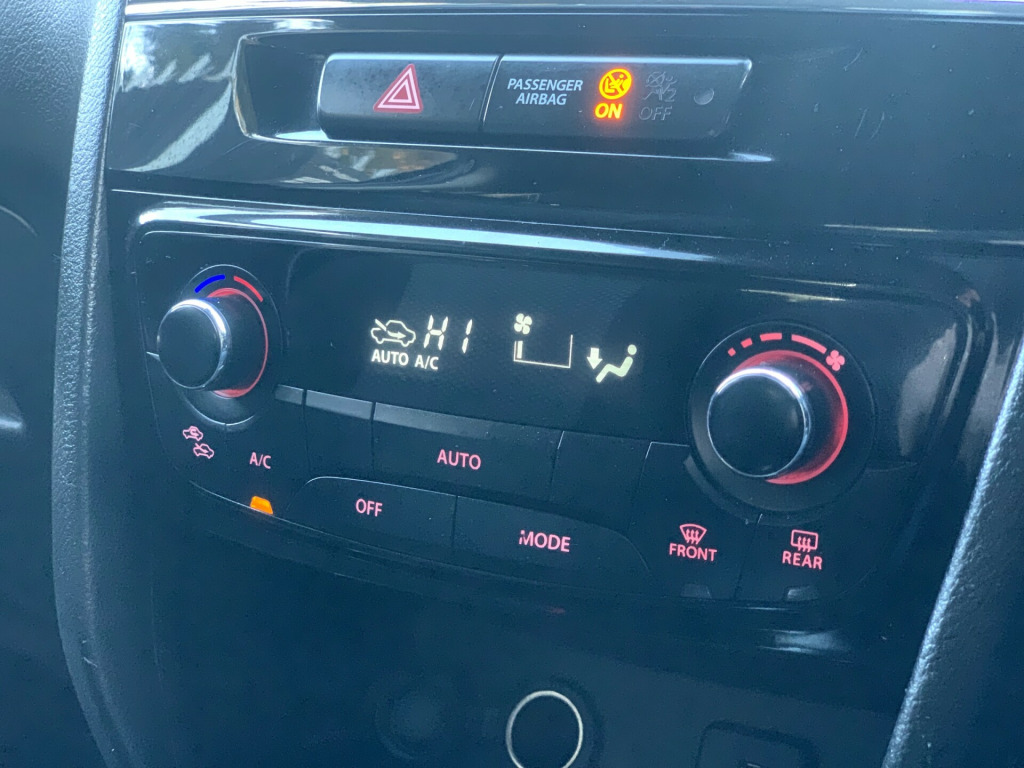 PASSENGER
AIRBAG
ON
OFF
HI
AUTO A/C
A/C
AUTO
OFF
MODE
FRONT
REAR